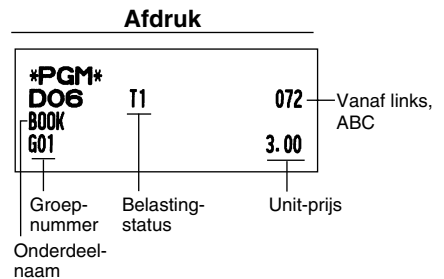 Afdruk
*PGM*
D06 T1 072
BOOK
G01 3.00
Vanaf links,
ABC
Groep-
nummer
Belasting-
status
Unit-prijs
Onderdeel-
naam